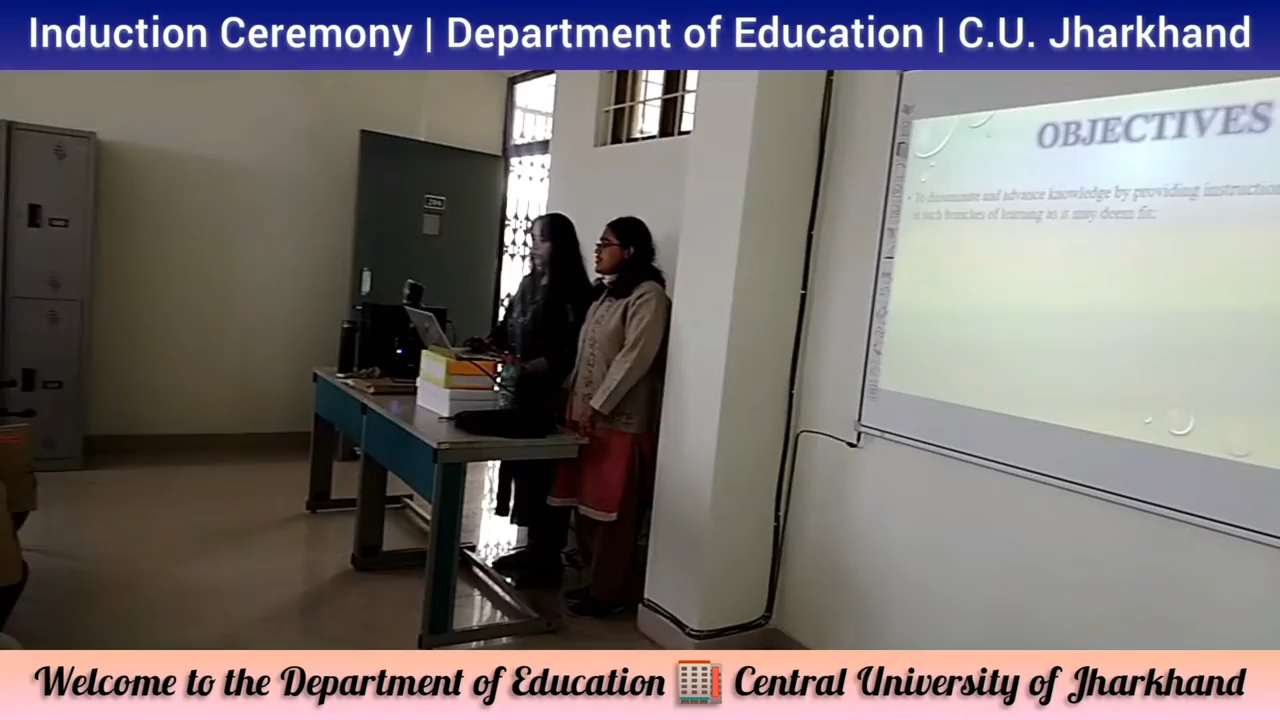 Induction Ceremony | Department of Education | C.U. Jharkhand
OBJECTIVES
• To disseminate and advance knowledge by providing instruction
in such branches of learning as it may deem fit;
Welcome to the Department of Education Central University of Jharkhand